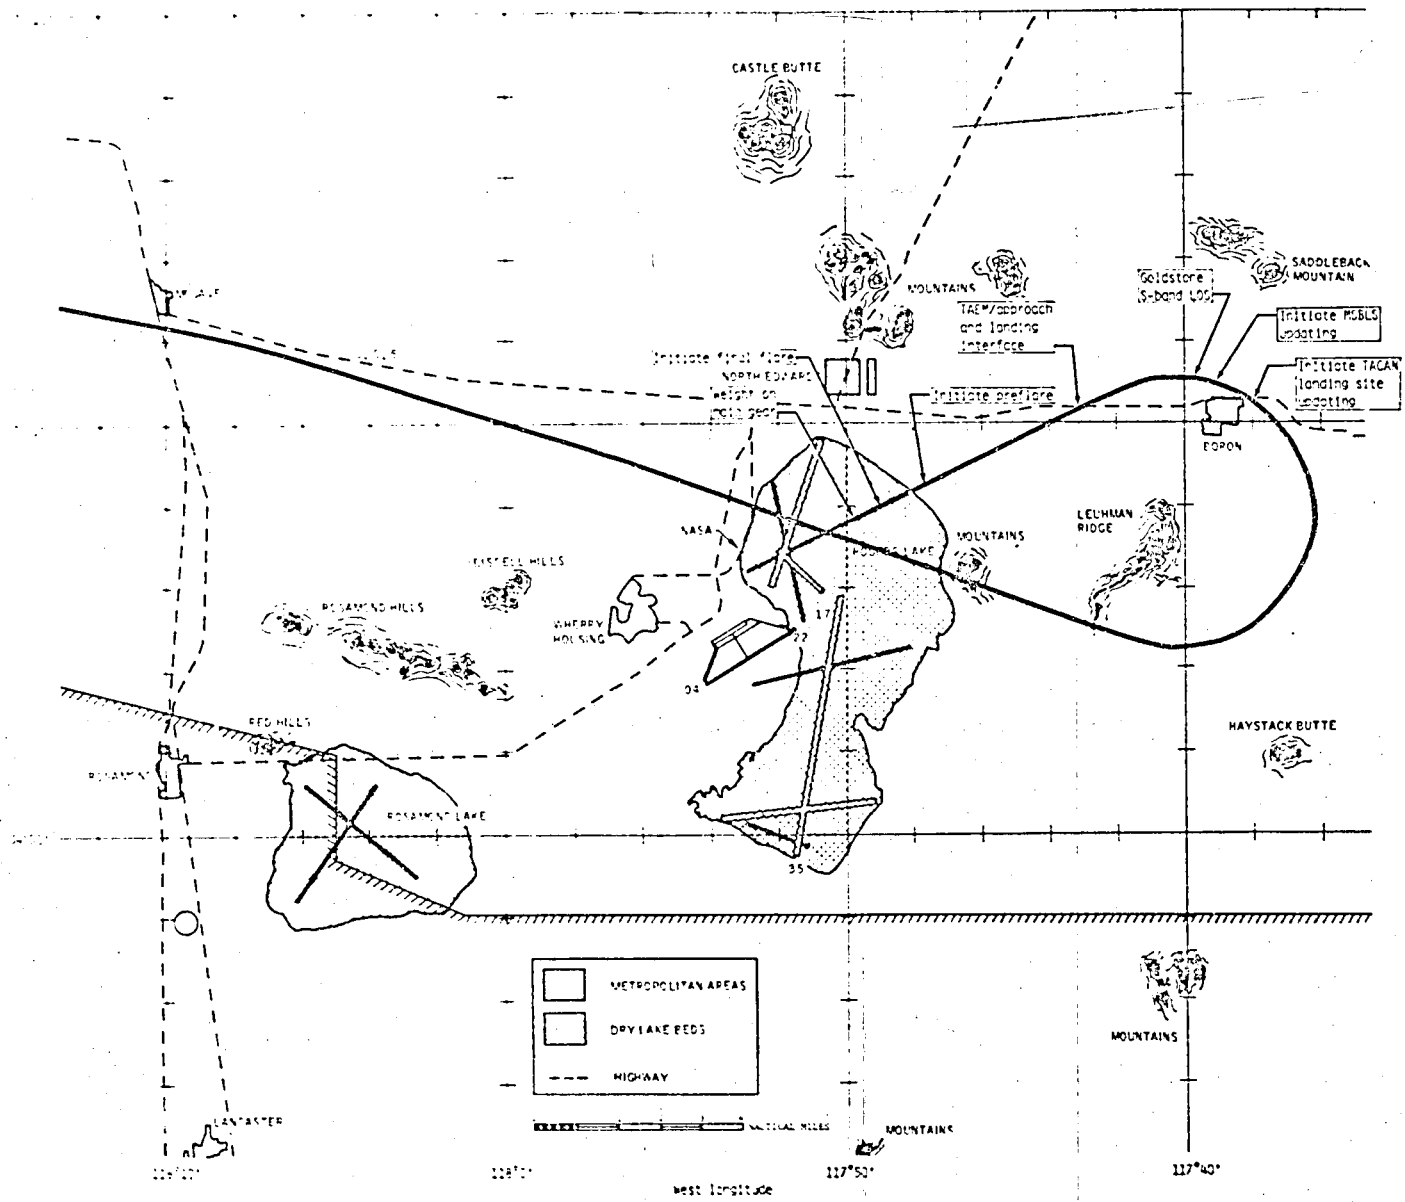 CASTLE BUTTE
SADDLEBACK
MOUNTAIN
Goldstone
S-band LOS
MOUNTAINS
TAEM/approach
and landing
interface
Initiate MSBLS
updating
Initiate TACAN
landing site
updating
Initiate final flare
NORTH EDWARD
Weight on
main gear
Initiate preflare
BORON
LEUHMAN
RIDGE
NASA
MOUNTAINS
ROSAMOND HILLS
WHERRY
HOUSING
17
22
04
RED HILLS
HAYSTACK BUTTE
ROSAMOND LAKE
35
METROPOLITAN AREAS
DRY LAKE BEDS
HIGHWAY
NAUTICAL MILES
MOUNTAINS
LANCASTER
MOUNTAINS
117°50'
117°40'
West longitude